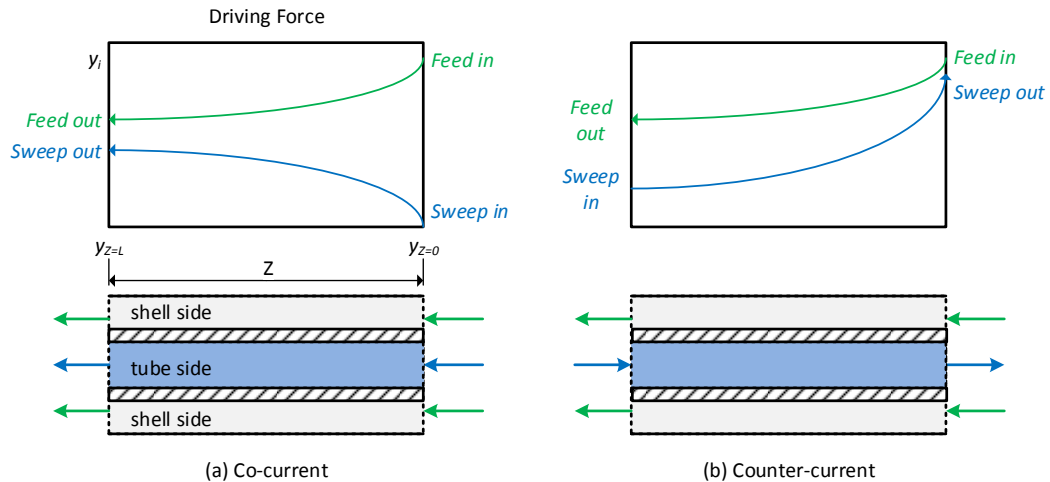 Driving Force
yᵢ
Feed in
Feed out
Sweep out
Sweep in
y_Z=L
y_Z=0
Z
shell side
tube side
shell side
(a) Co-current
Feed in
Sweep out
Feed
out
Sweep
in
(b) Counter-current